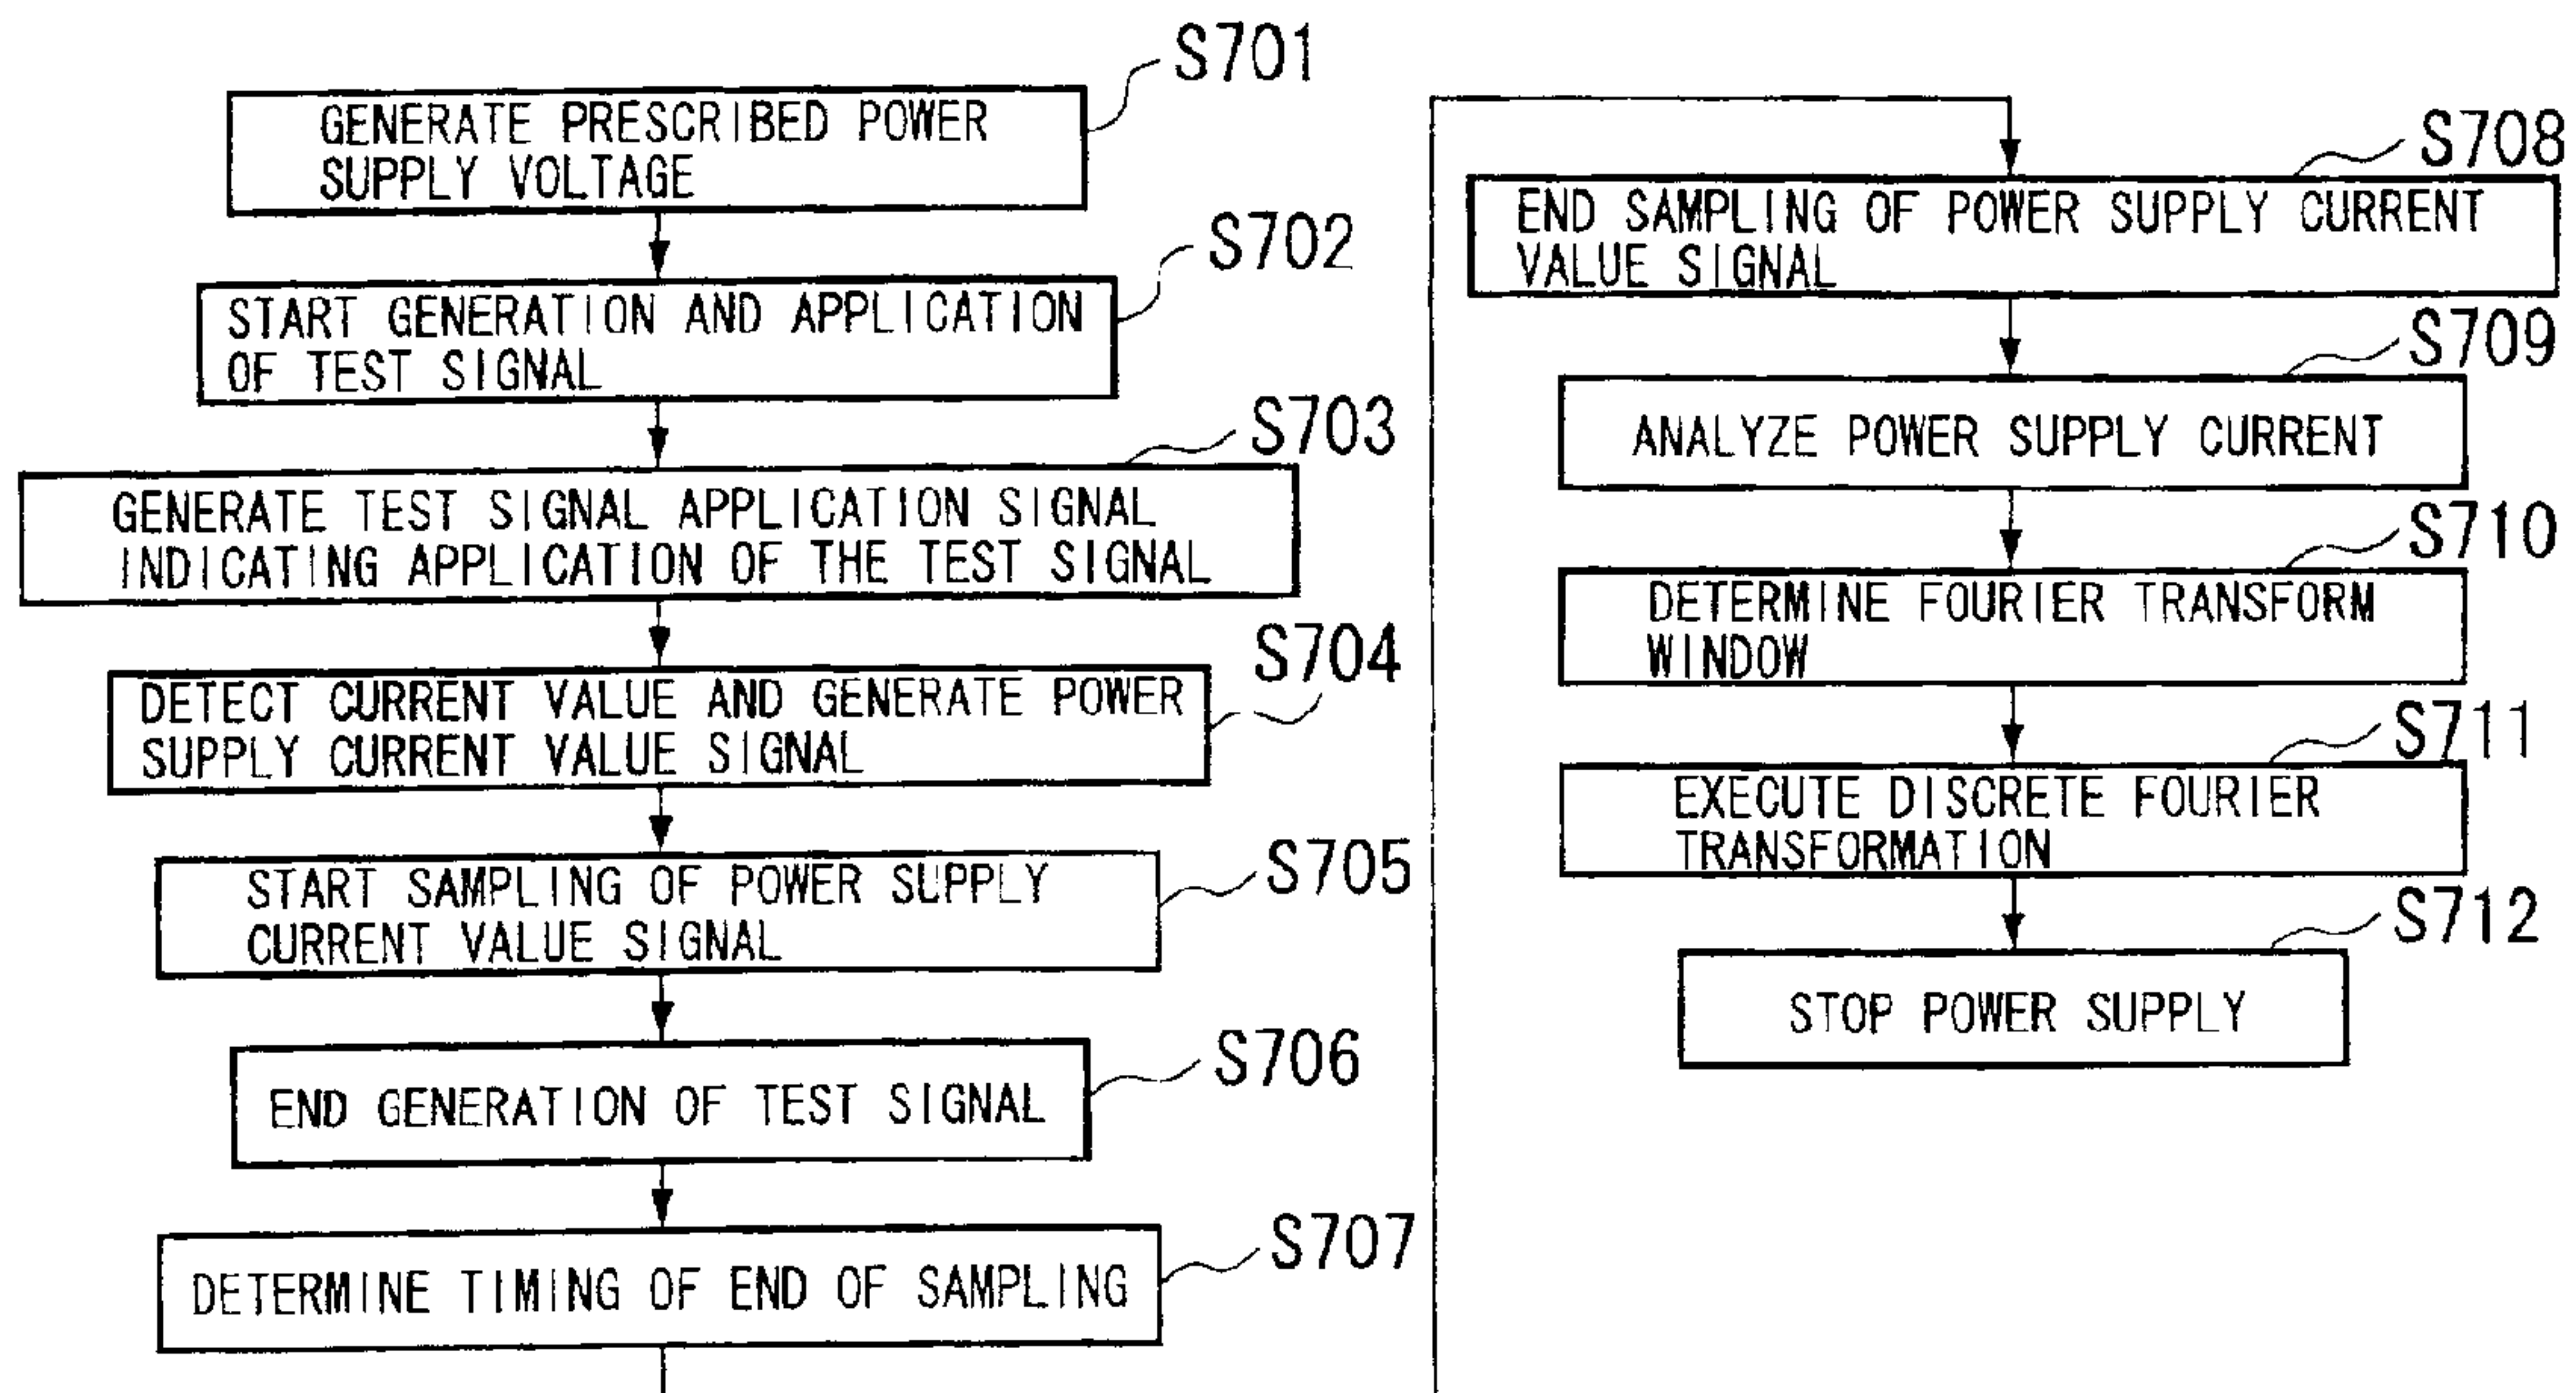 S701
GENERATE PRESCRIBED POWER
SUPPLY VOLTAGE
S702
START GENERATION AND APPLICATION
OF TEST SIGNAL
S703
GENERATE TEST SIGNAL APPLICATION SIGNAL
INDICATING APPLICATION OF THE TEST SIGNAL
S704
DETECT CURRENT VALUE AND GENERATE POWER
SUPPLY CURRENT VALUE SIGNAL
S705
START SAMPLING OF POWER SUPPLY
CURRENT VALUE SIGNAL
S706
END GENERATION OF TEST SIGNAL
S707
DETERMINE TIMING OF END OF SAMPLING
S708
END SAMPLING OF POWER SUPPLY CURRENT
VALUE SIGNAL
S709
ANALYZE POWER SUPPLY CURRENT
S710
DETERMINE FOURIER TRANSFORM
WINDOW
S711
EXECUTE DISCRETE FOURIER
TRANSFORMATION
S712
STOP POWER SUPPLY